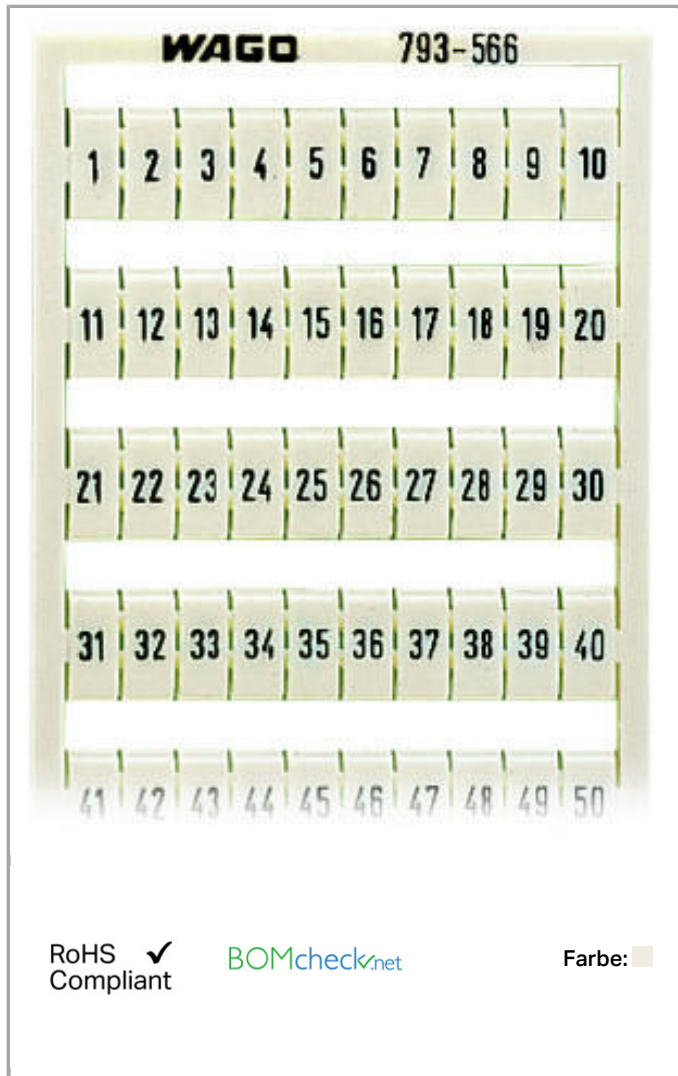 WAGO 793-566
1 2 3 4 5 6 7 8 9 10
11 12 13 14 15 16 17 18 19 20
21 22 23 24 25 26 27 28 29 30
31 32 33 34 35 36 37 38 39 40
41 42 43 44 45 46 47 48 49 50
RoHS ✓
Compliant
BOMcheck.net
Farbe: